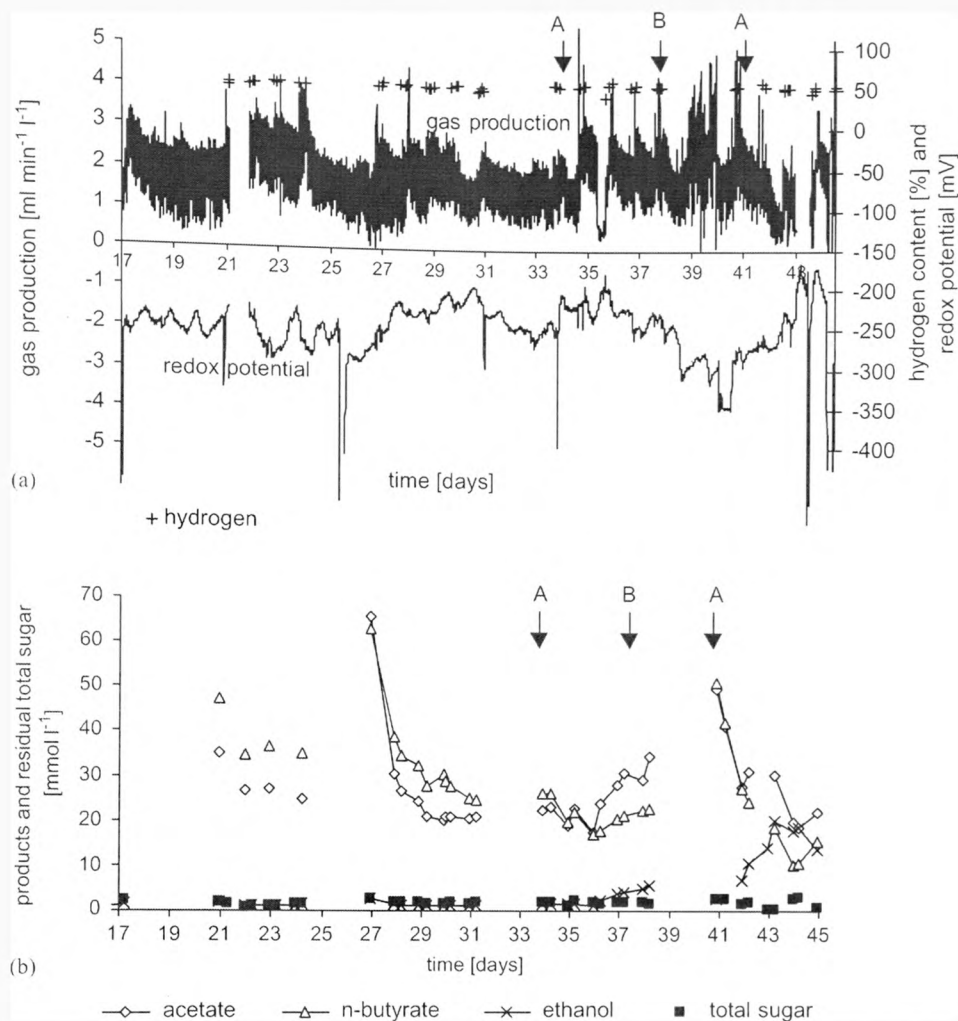 A B A
gas production [ml min⁻¹ l⁻¹]
5
4
3
2
1
0
-1
-2
-3
-4
-5
gas production
17 19 21 23 25 27 29 31 33 35 37 39 41 43
redox potential
time [days]
(a)
+ hydrogen
100
50
0
-50
-100
-150
-200
-250
-300
-350
-400
hydrogen content [%] and
redox potential [mV]
A B A
products and residual total sugar
[mmol l⁻¹]
70
60
50
40
30
20
10
0
17 19 21 23 25 27 29 31 33 35 37 39 41 43 45
time [days]
(b)
acetate n-butyrate ethanol total sugar